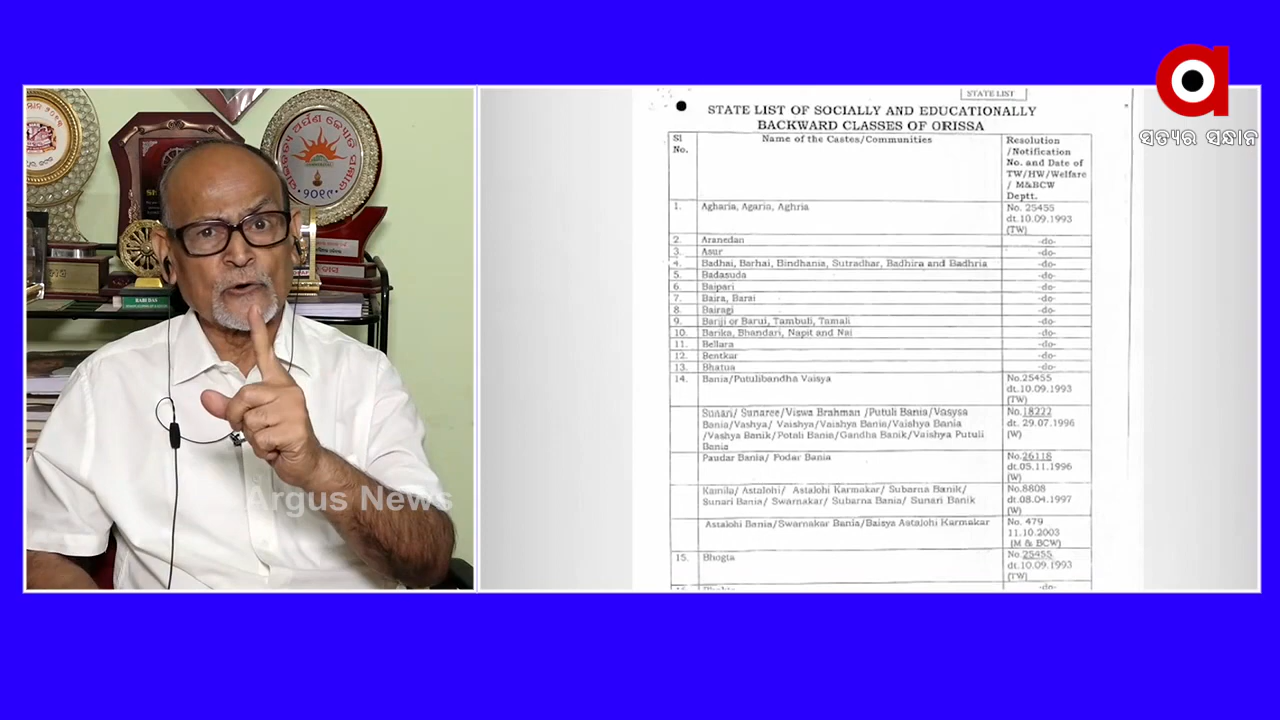 STATE LIST
STATE LIST OF SOCIALLY AND EDUCATIONALLY
BACKWARD CLASSES OF ORISSA
Sl No. Name of the Castes/Communities Resolution /Notification No. and Date of TW/HW/Welfare / M&BCW Deptt.
1. Agharia, Agaria, Aghria No. 25455 dt.10.09.1993 (TW)
2. Aranedan -do-
3. Asur -do-
4. Badhai, Barhai, Bindhania, Sutradhar, Badhira and Badhria -do-
5. Badasuda -do-
6. Baipari -do-
7. Baira, Barai -do-
8. Bairagi -do-
9. Bariji or Barui, Tambuli, Tamali -do-
10. Barika, Bhandari, Napit and Nai -do-
11. Bellara -do-
12. Bentkar -do-
13. Bhatua -do-
14. Bania/Putulibandha Vaisya No.25455 dt.10.09.1993 (TW)
Sunari/ Sunaree/Viswa Brahman /Putuli Bania/Vasysa No.18222
Bania/Vashya/ Vaishya/Vaishya Bania/Vaishya Bania dt. 29.07.1996
/Vashya Banik/Potali Bania/Gandha Banik/Vaishya Putuli (W)
Bania
Paudar Bania/ Podar Bania No.26118 dt.05.11.1996 (W)
Kamila/ Astalohi/ Astalohi Karmakar/ Subarna Banik/ No.8808
Sunari Bania/ Swarnakar/ Subarna Bania/ Sunari Banik dt.08.04.1997 (W)
Astalohi Bania/Swarnakar Bania/Baisya Astalohi Karmakar No. 479 11.10.2003 (M & BCW)
15. Bhogta No.25455 dt.10.09.1993 (TW)
-do-
ସତ୍ୟର ସନ୍ଧାନ
Argus News